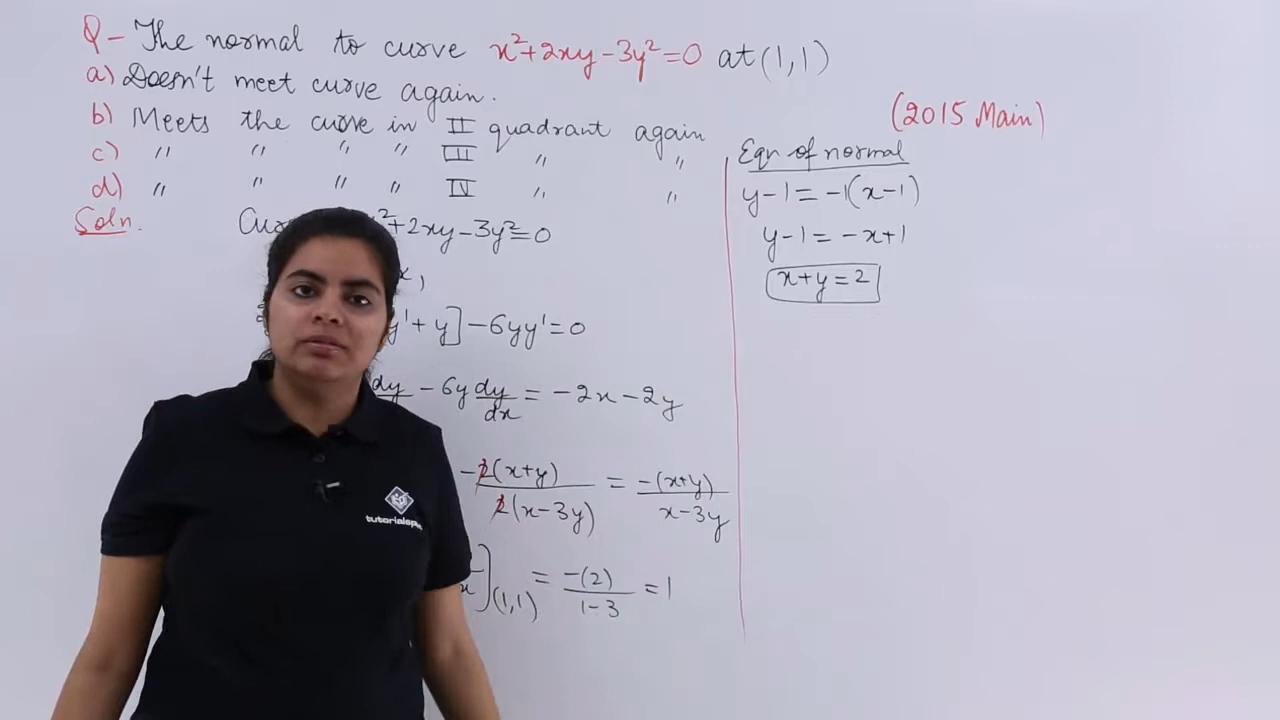 Q - The normal to curve x²+2xy-3y²=0 at (1,1)
a) Doesn't meet curve again.
b) Meets the curve in II quadrant again
c) " " " " III " "
d) " " " " IV " "
(2015 Main)
Soln. ²+2xy-3y²=0
x,
y'+y]-6yy'=0
dy - 6y dy/dx = -2x-2y
-2(x+y)/2(x-3y) = -(x+y)/x-3y
](1,1) = -(2)/1-3 = 1
Eqn of normal
y-1 = -1(x-1)
y-1 = -x+1
x+y=2